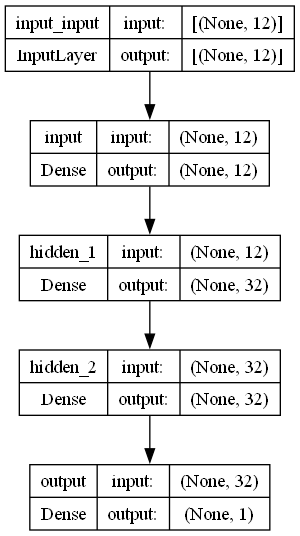 input_input input: [(None, 12)]
InputLayer output: [(None, 12)]
input input: (None, 12)
Dense output: (None, 12)
hidden_1 input: (None, 12)
Dense output: (None, 32)
hidden_2 input: (None, 32)
Dense output: (None, 32)
output input: (None, 32)
Dense output: (None, 1)